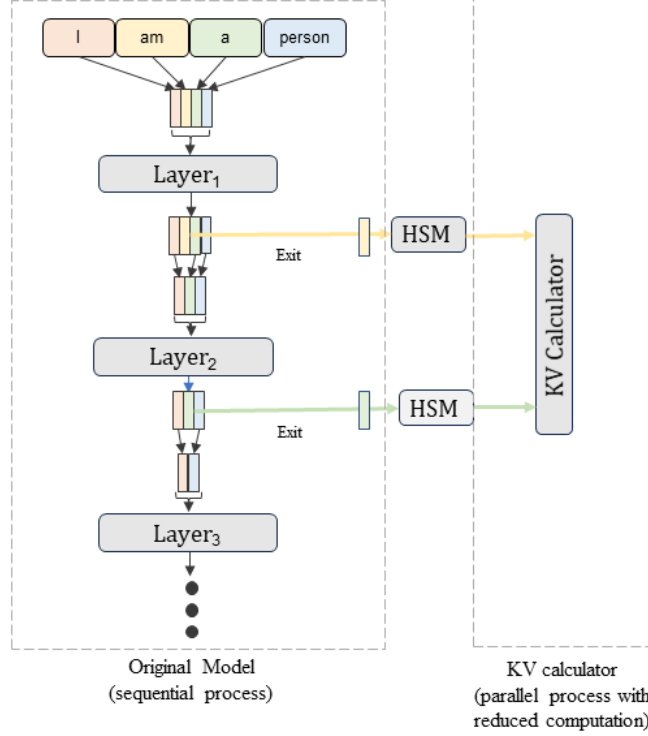 I am a person
Layer1
Exit
HSM
KV Calculator
Layer2
Exit
HSM
Layer3
Original Model
(sequential process)
KV calculator
(parallel process with
reduced computation)